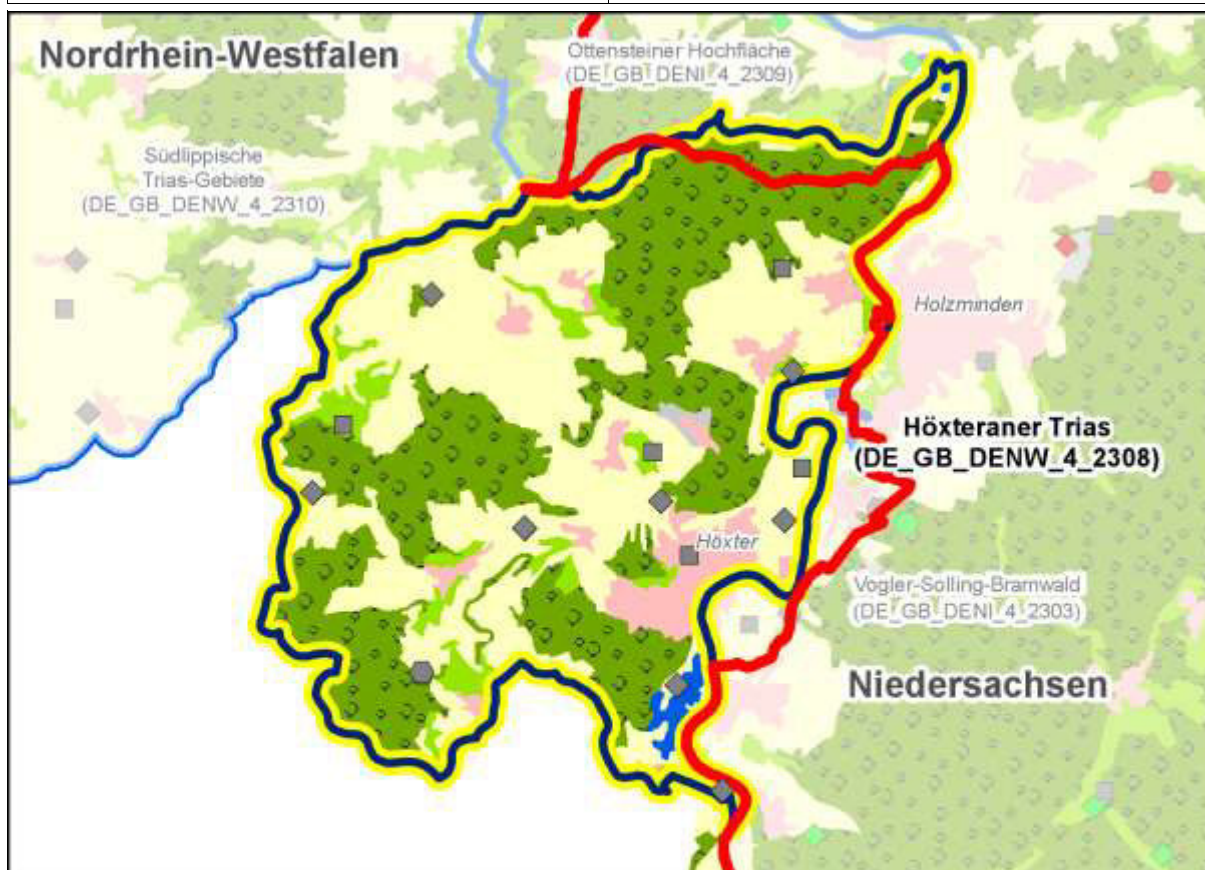 Nordrhein-Westfalen
Ottensteiner Hochfläche
(DE_GB_DENI_4_2309)
Südlippische
Trias-Gebiete
(DE_GB_DENW_4_2310)
Holzminden
Höxteraner Trias
(DE_GB_DENW_4_2308)
Höxter
Vogler-Solling-Bramwald
(DE_GB_DENI_4_2303)
Niedersachsen